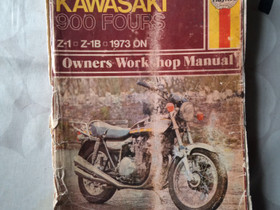 KAWASAKI
900 FOURS
Z-1 □ Z-1B □ 1973 ON
Owners Workshop Manual